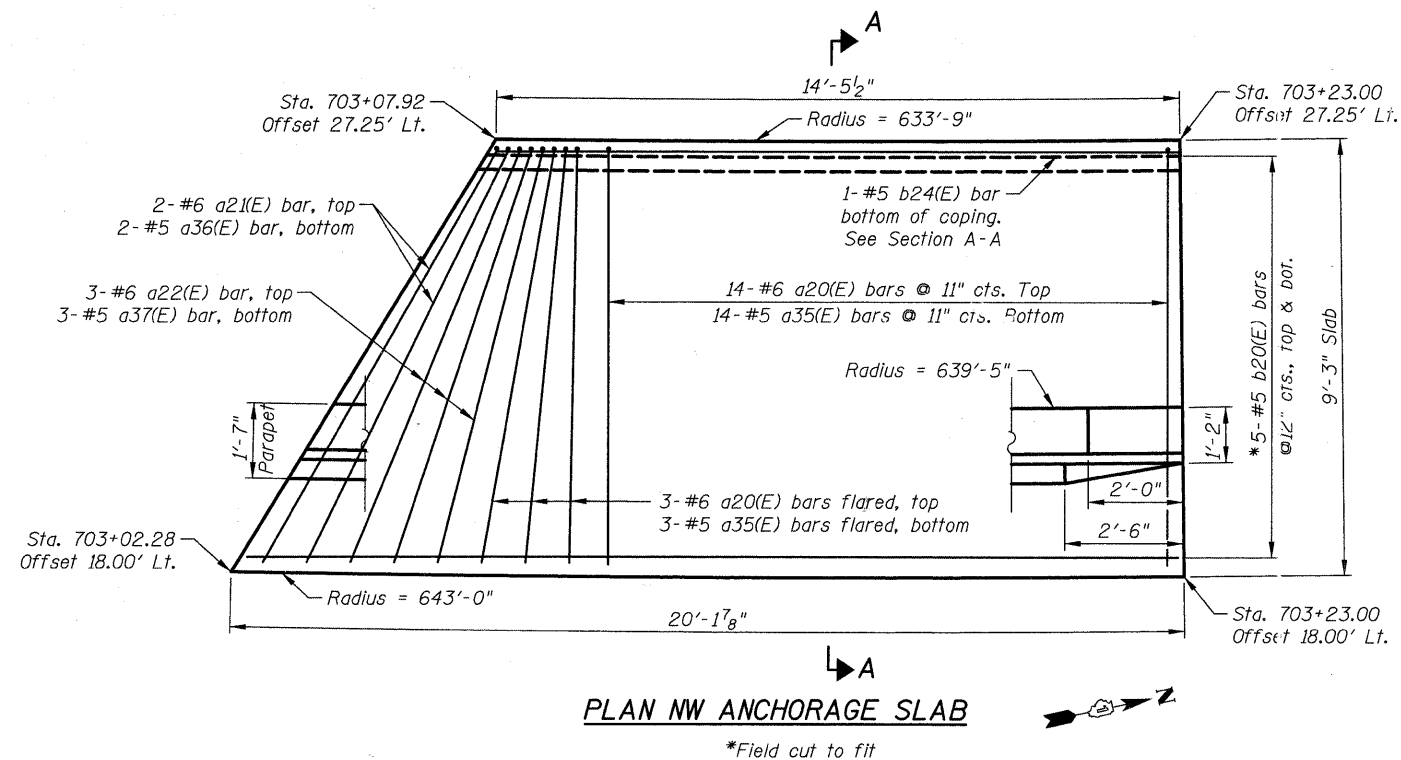 A
14'-5½"
Sta. 703+07.92
Offset 27.25' Lt.
Radius = 633'-9"
Sta. 703+23.00
Offset 27.25' Lt.
2-#6 a21(E) bar, top
2-#5 a36(E) bar, bottom
1-#5 b24(E) bar
bottom of coping.
See Section A-A
3-#6 a22(E) bar, top
3-#5 a37(E) bar, bottom
14-#6 a20(E) bars @ 11" cts. Top
14-#5 a35(E) bars @ 11" cts. Bottom
*5-#5 b20(E) bars
@12" cts., top & bot.
9'-3" Slab
Radius = 639'-5"
1'-7"
Parapet
1'-2"
2'-0"
2'-6"
3-#6 a20(E) bars flared, top
3-#5 a35(E) bars flared, bottom
Sta. 703+02.28
Offset 18.00' Lt.
Radius = 643'-0"
20'-1⅞"
Sta. 703+23.00
Offset 18.00' Lt.
A
PLAN NW ANCHORAGE SLAB
N
*Field cut to fit